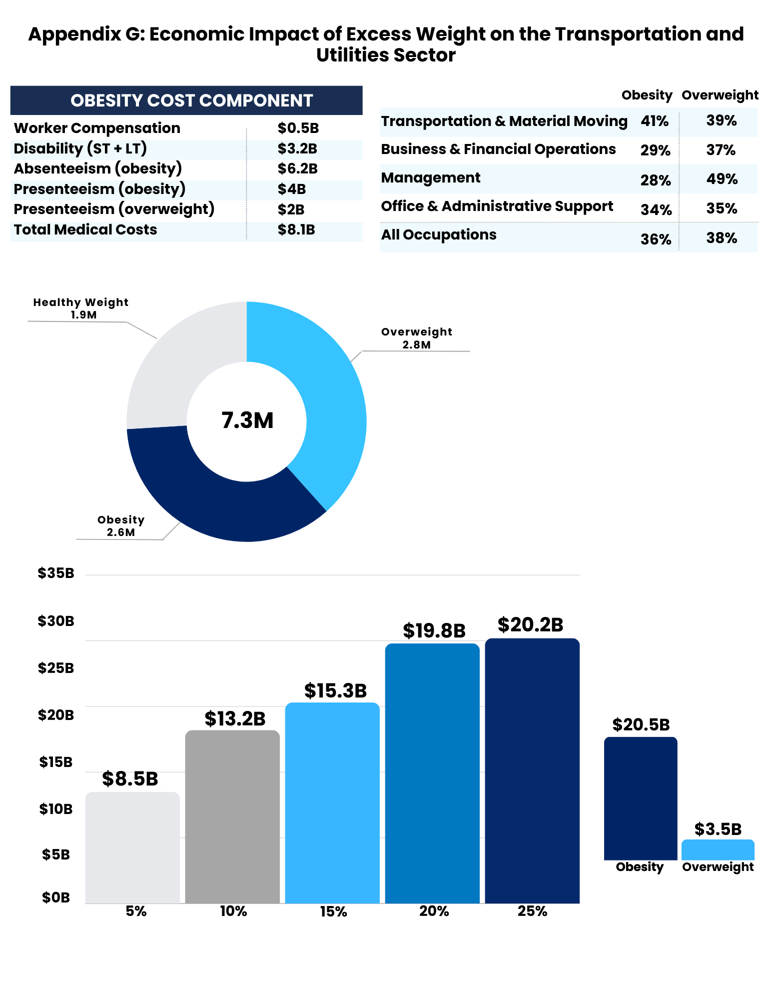 Appendix G: Economic Impact of Excess Weight on the Transportation and
Utilities Sector
OBESITY COST COMPONENT
Worker Compensation $0.5B
Disability (ST + LT) $3.2B
Absenteeism (obesity) $6.2B
Presenteeism (obesity) $4B
Presenteeism (overweight) $2B
Total Medical Costs $8.1B
Obesity Overweight
Transportation & Material Moving 41% 39%
Business & Financial Operations 29% 37%
Management 28% 49%
Office & Administrative Support 34% 35%
All Occupations 36% 38%
Healthy Weight
1.9M
Overweight
2.8M
7.3M
Obesity
2.6M
$35B
$30B
$25B
$20B
$15B
$10B
$5B
$0B
$8.5B
$13.2B
$15.3B
$19.8B
$20.2B
5% 10% 15% 20% 25%
$20.5B
$3.5B
Obesity Overweight